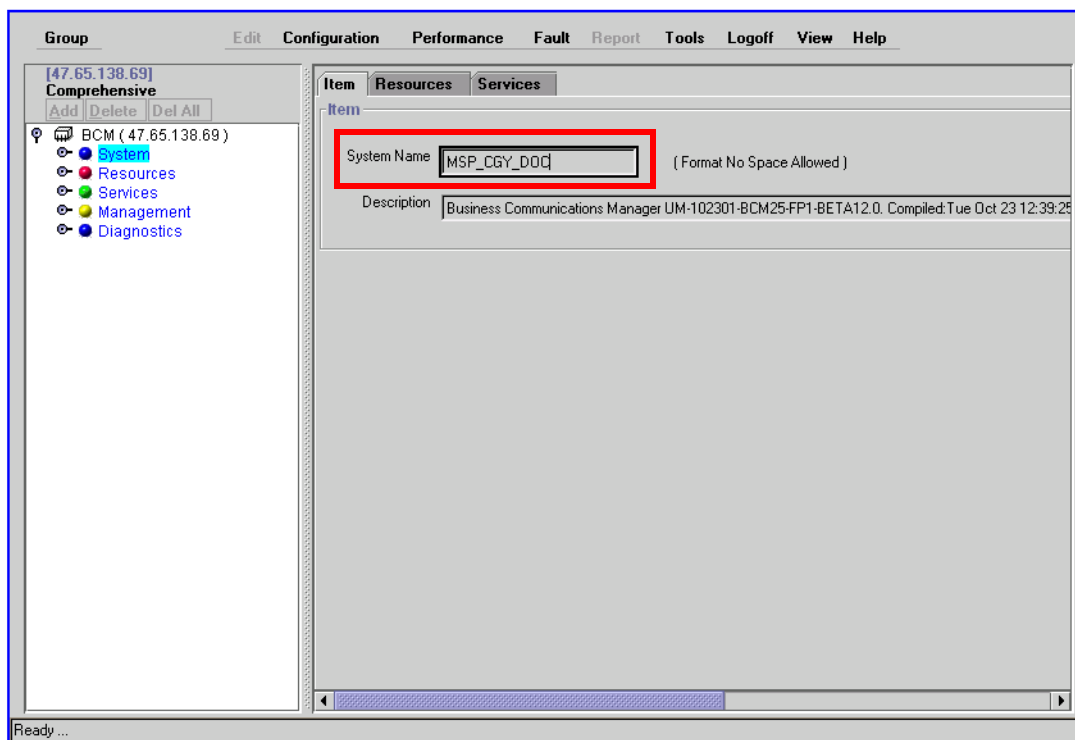 Group Edit Configuration Performance Fault Report Tools Logoff View Help
[47.65.138.69]
Comprehensive
Add Delete Del All
BCM ( 47.65.138.69 )
System
Resources
Services
Management
Diagnostics
Item Resources Services
Item
System Name MSP_CGY_DOC ( Format No Space Allowed )
Description Business Communications Manager UM-102301-BCM25-FP1-BETA12.0. Compiled:Tue Oct 23 12:39:25
Ready ...